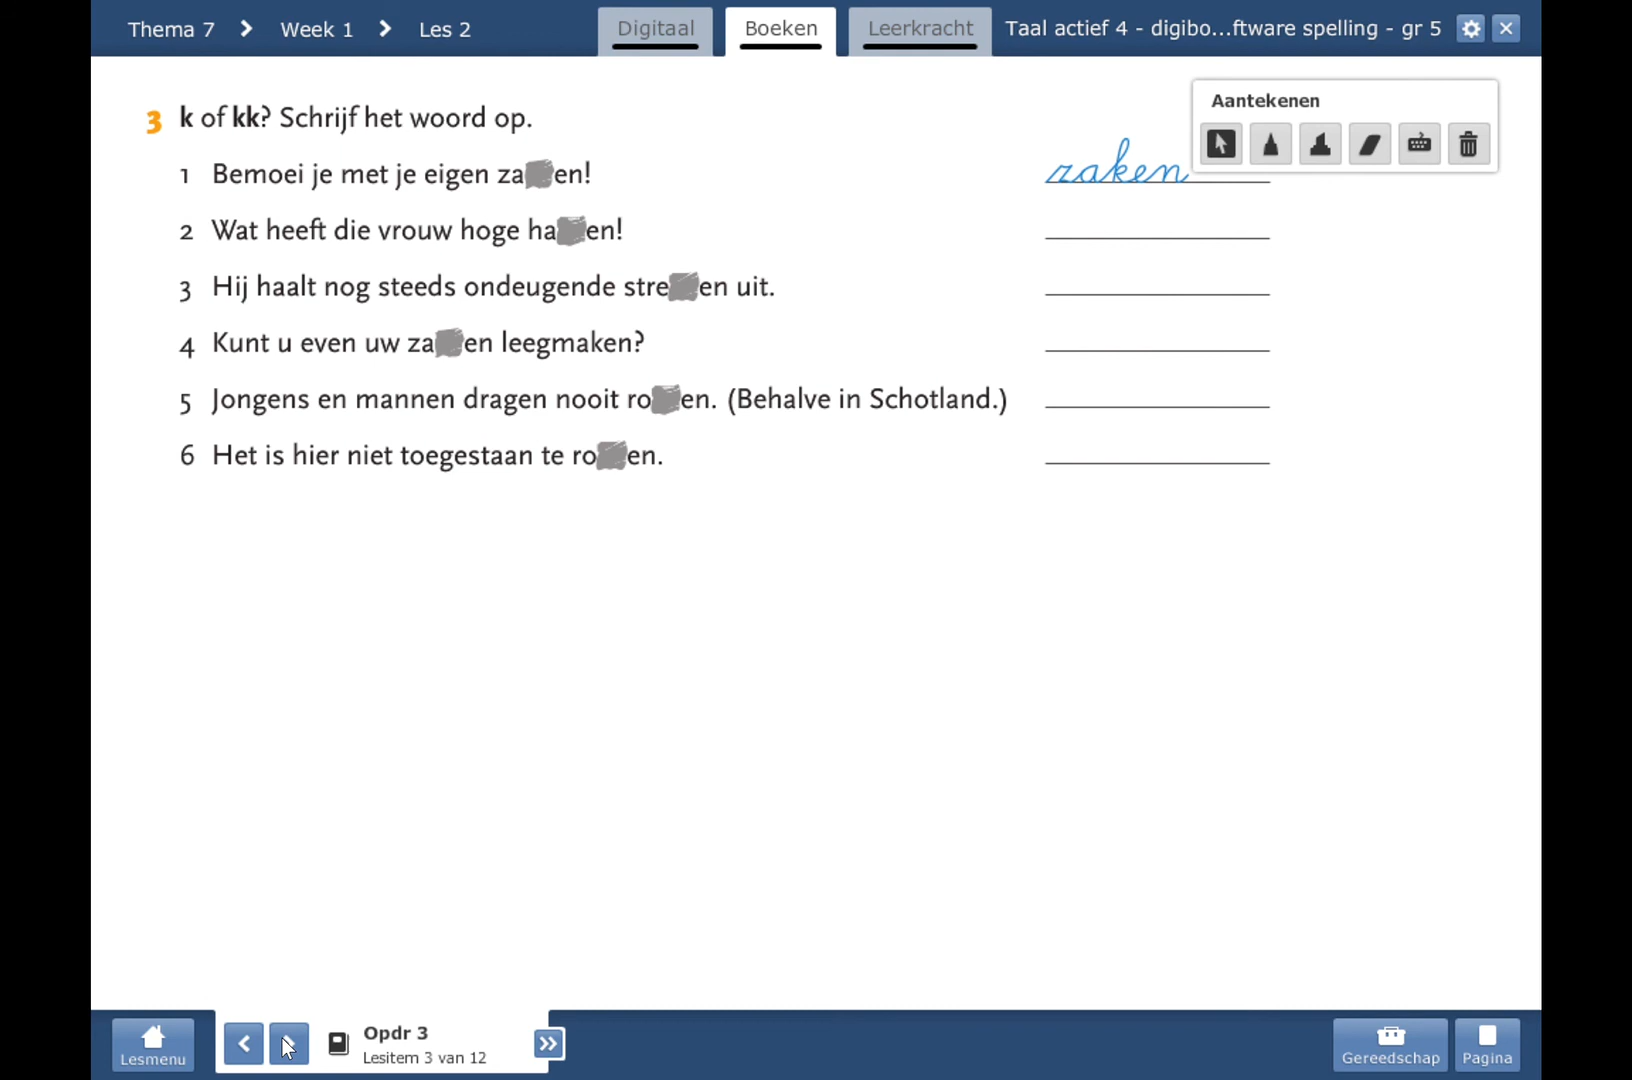 Thema 7 Week 1 Les 2 Digitaal Boeken Leerkracht Taal actief 4 - digibo...ftware spelling - gr 5
Aantekenen
3 k of kk? Schrijf het woord op.
1 Bemoei je met je eigen za en! zaken
2 Wat heeft die vrouw hoge ha en!
3 Hij haalt nog steeds ondeugende stre en uit.
4 Kunt u even uw za en leegmaken?
5 Jongens en mannen dragen nooit ro en. (Behalve in Schotland.)
6 Het is hier niet toegestaan te ro en.
Lesmenu
Opdr 3
Lesitem 3 van 12
Gereedschap
Pagina